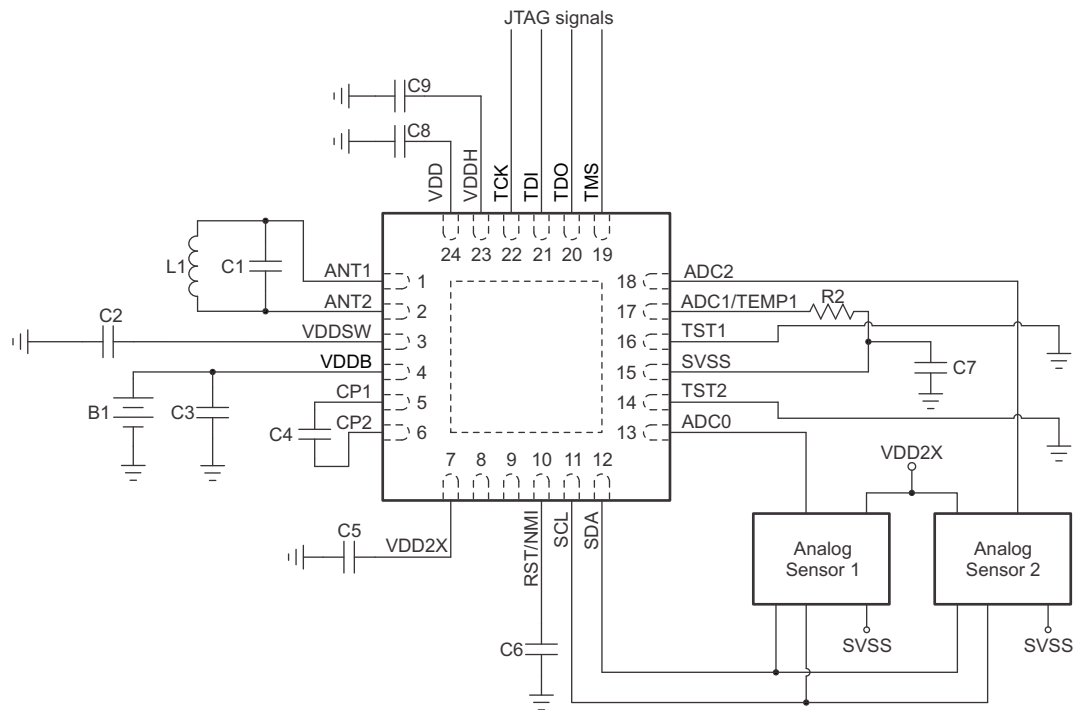 JTAG signals
C9
C8
VDD
VDDH
TCK
TDI
TDO
TMS
24 23 22 21 20 19
L1
C1
ANT1
1
ANT2
2
C2
VDDSW
3
VDDB
4
B1
C3
CP1
5
C4
CP2
6
18
ADC2
17
ADC1/TEMP1
R2
16
TST1
15
SVSS
C7
14
TST2
13
ADC0
7 8 9 10 11 12
C5
VDD2X
RST/NMI
SCL
SDA
C6
VDD2X
Analog
Sensor 1
Analog
Sensor 2
SVSS
SVSS